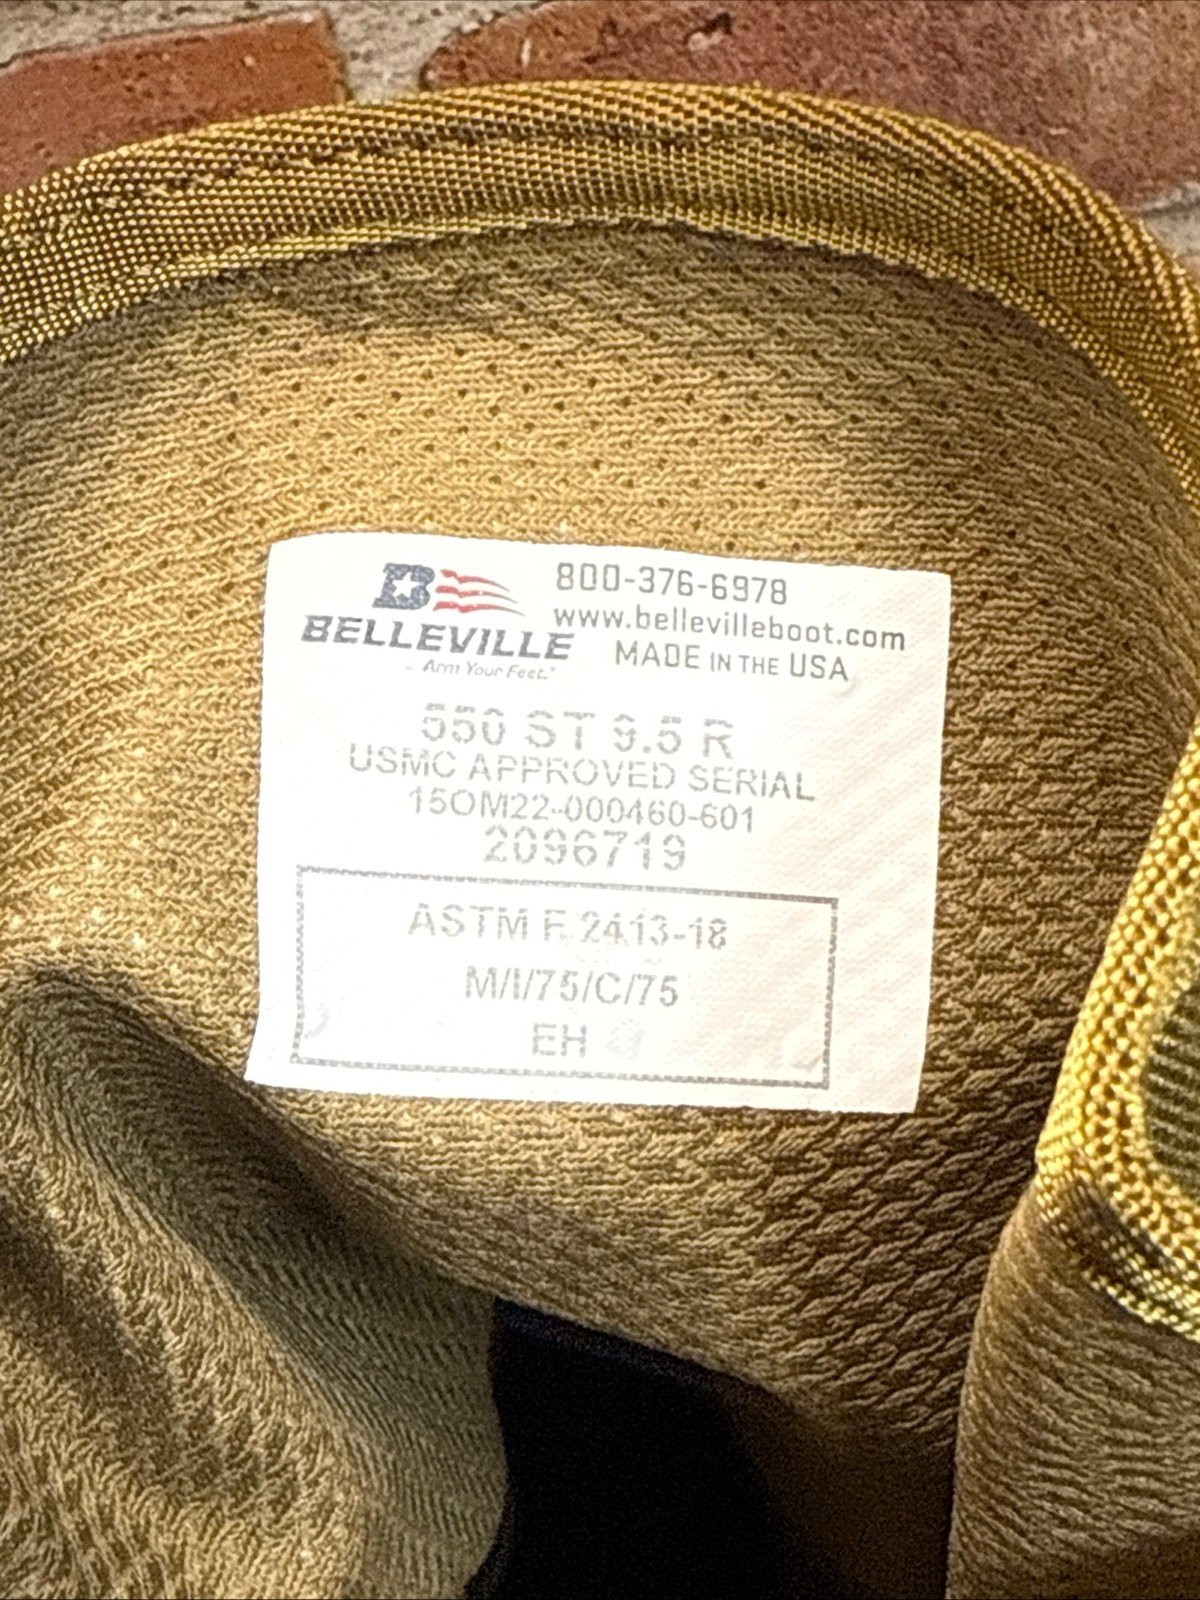 B
BELLEVILLE
Arm Your Feet.
800-376-6978
www.bellevilleboot.com
MADE IN THE USA
550 ST 9.5 R
USMC APPROVED SERIAL
15OM22-000460-601
2096719
ASTM F 2413-18
M/I/75/C/75
EH